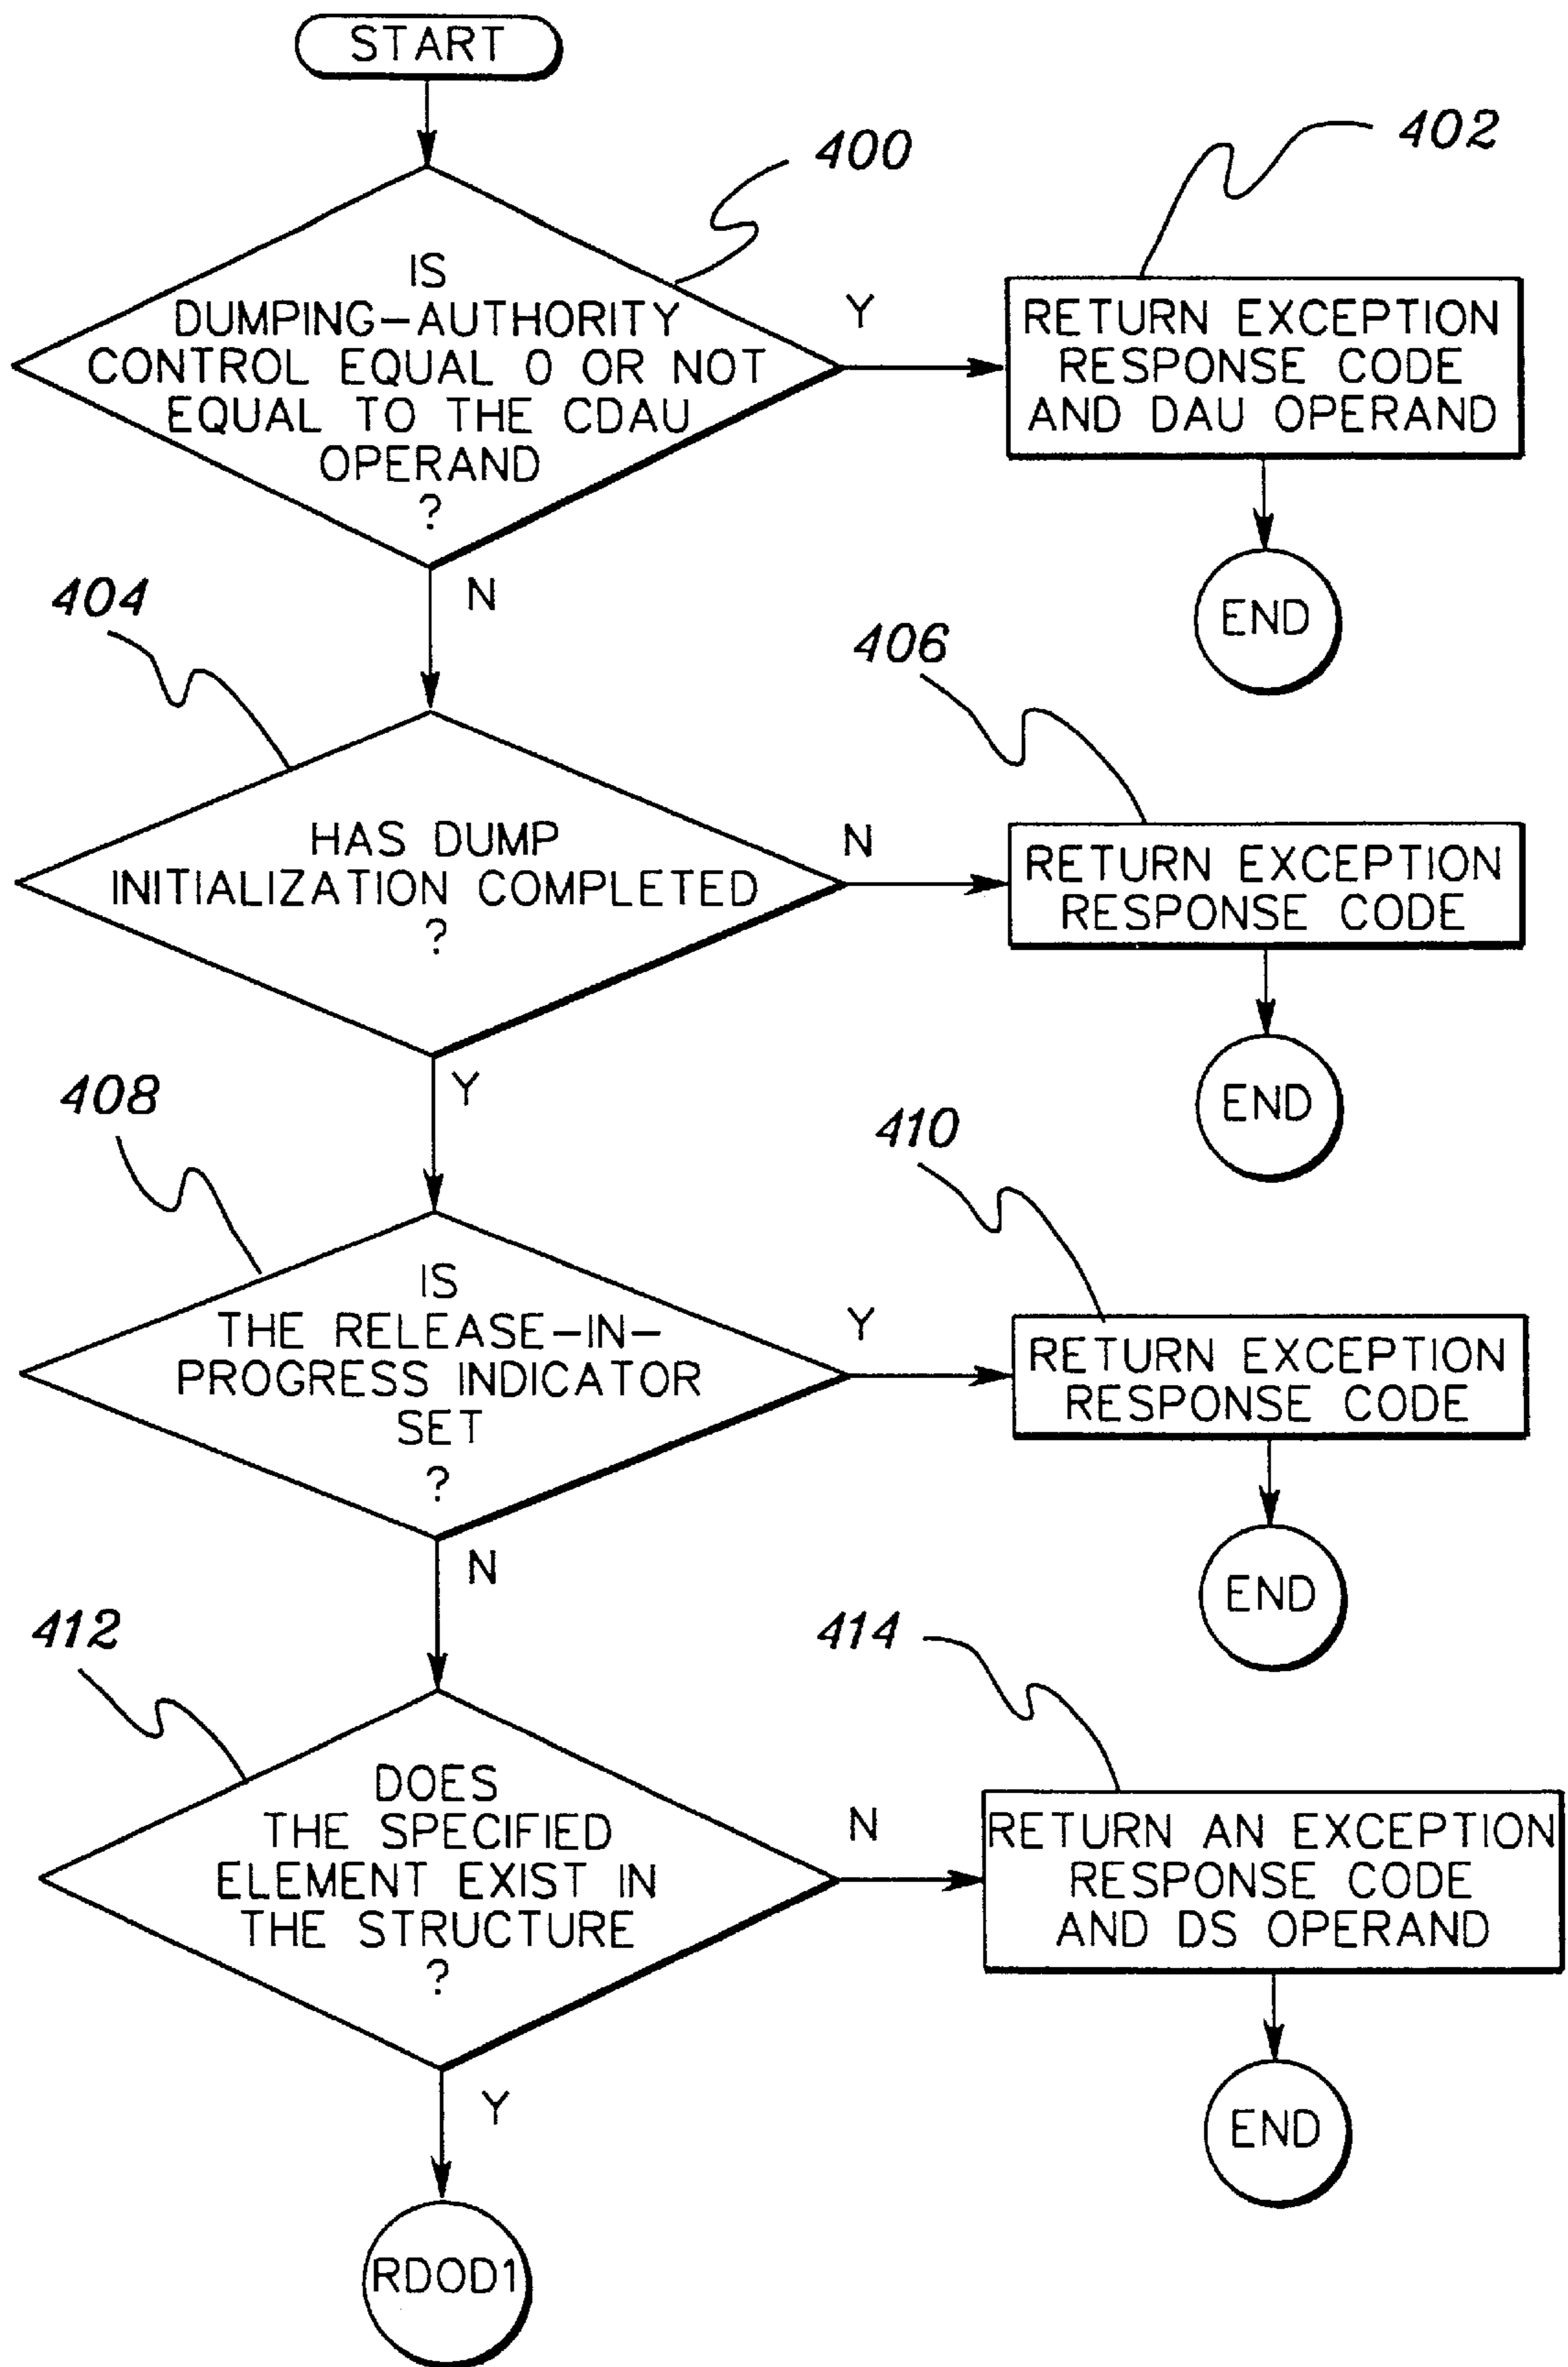 START
400
IS
DUMPING-AUTHORITY
CONTROL EQUAL 0 OR NOT
EQUAL TO THE CDAU
OPERAND
?
Y
402
RETURN EXCEPTION
RESPONSE CODE
AND DAU OPERAND
END
N
404
HAS DUMP
INITIALIZATION COMPLETED
?
N
406
RETURN EXCEPTION
RESPONSE CODE
END
Y
408
IS
THE RELEASE-IN-
PROGRESS INDICATOR
SET
?
Y
410
RETURN EXCEPTION
RESPONSE CODE
END
N
412
DOES
THE SPECIFIED
ELEMENT EXIST IN
THE STRUCTURE
?
N
414
RETURN AN EXCEPTION
RESPONSE CODE
AND DS OPERAND
END
Y
RDOD1